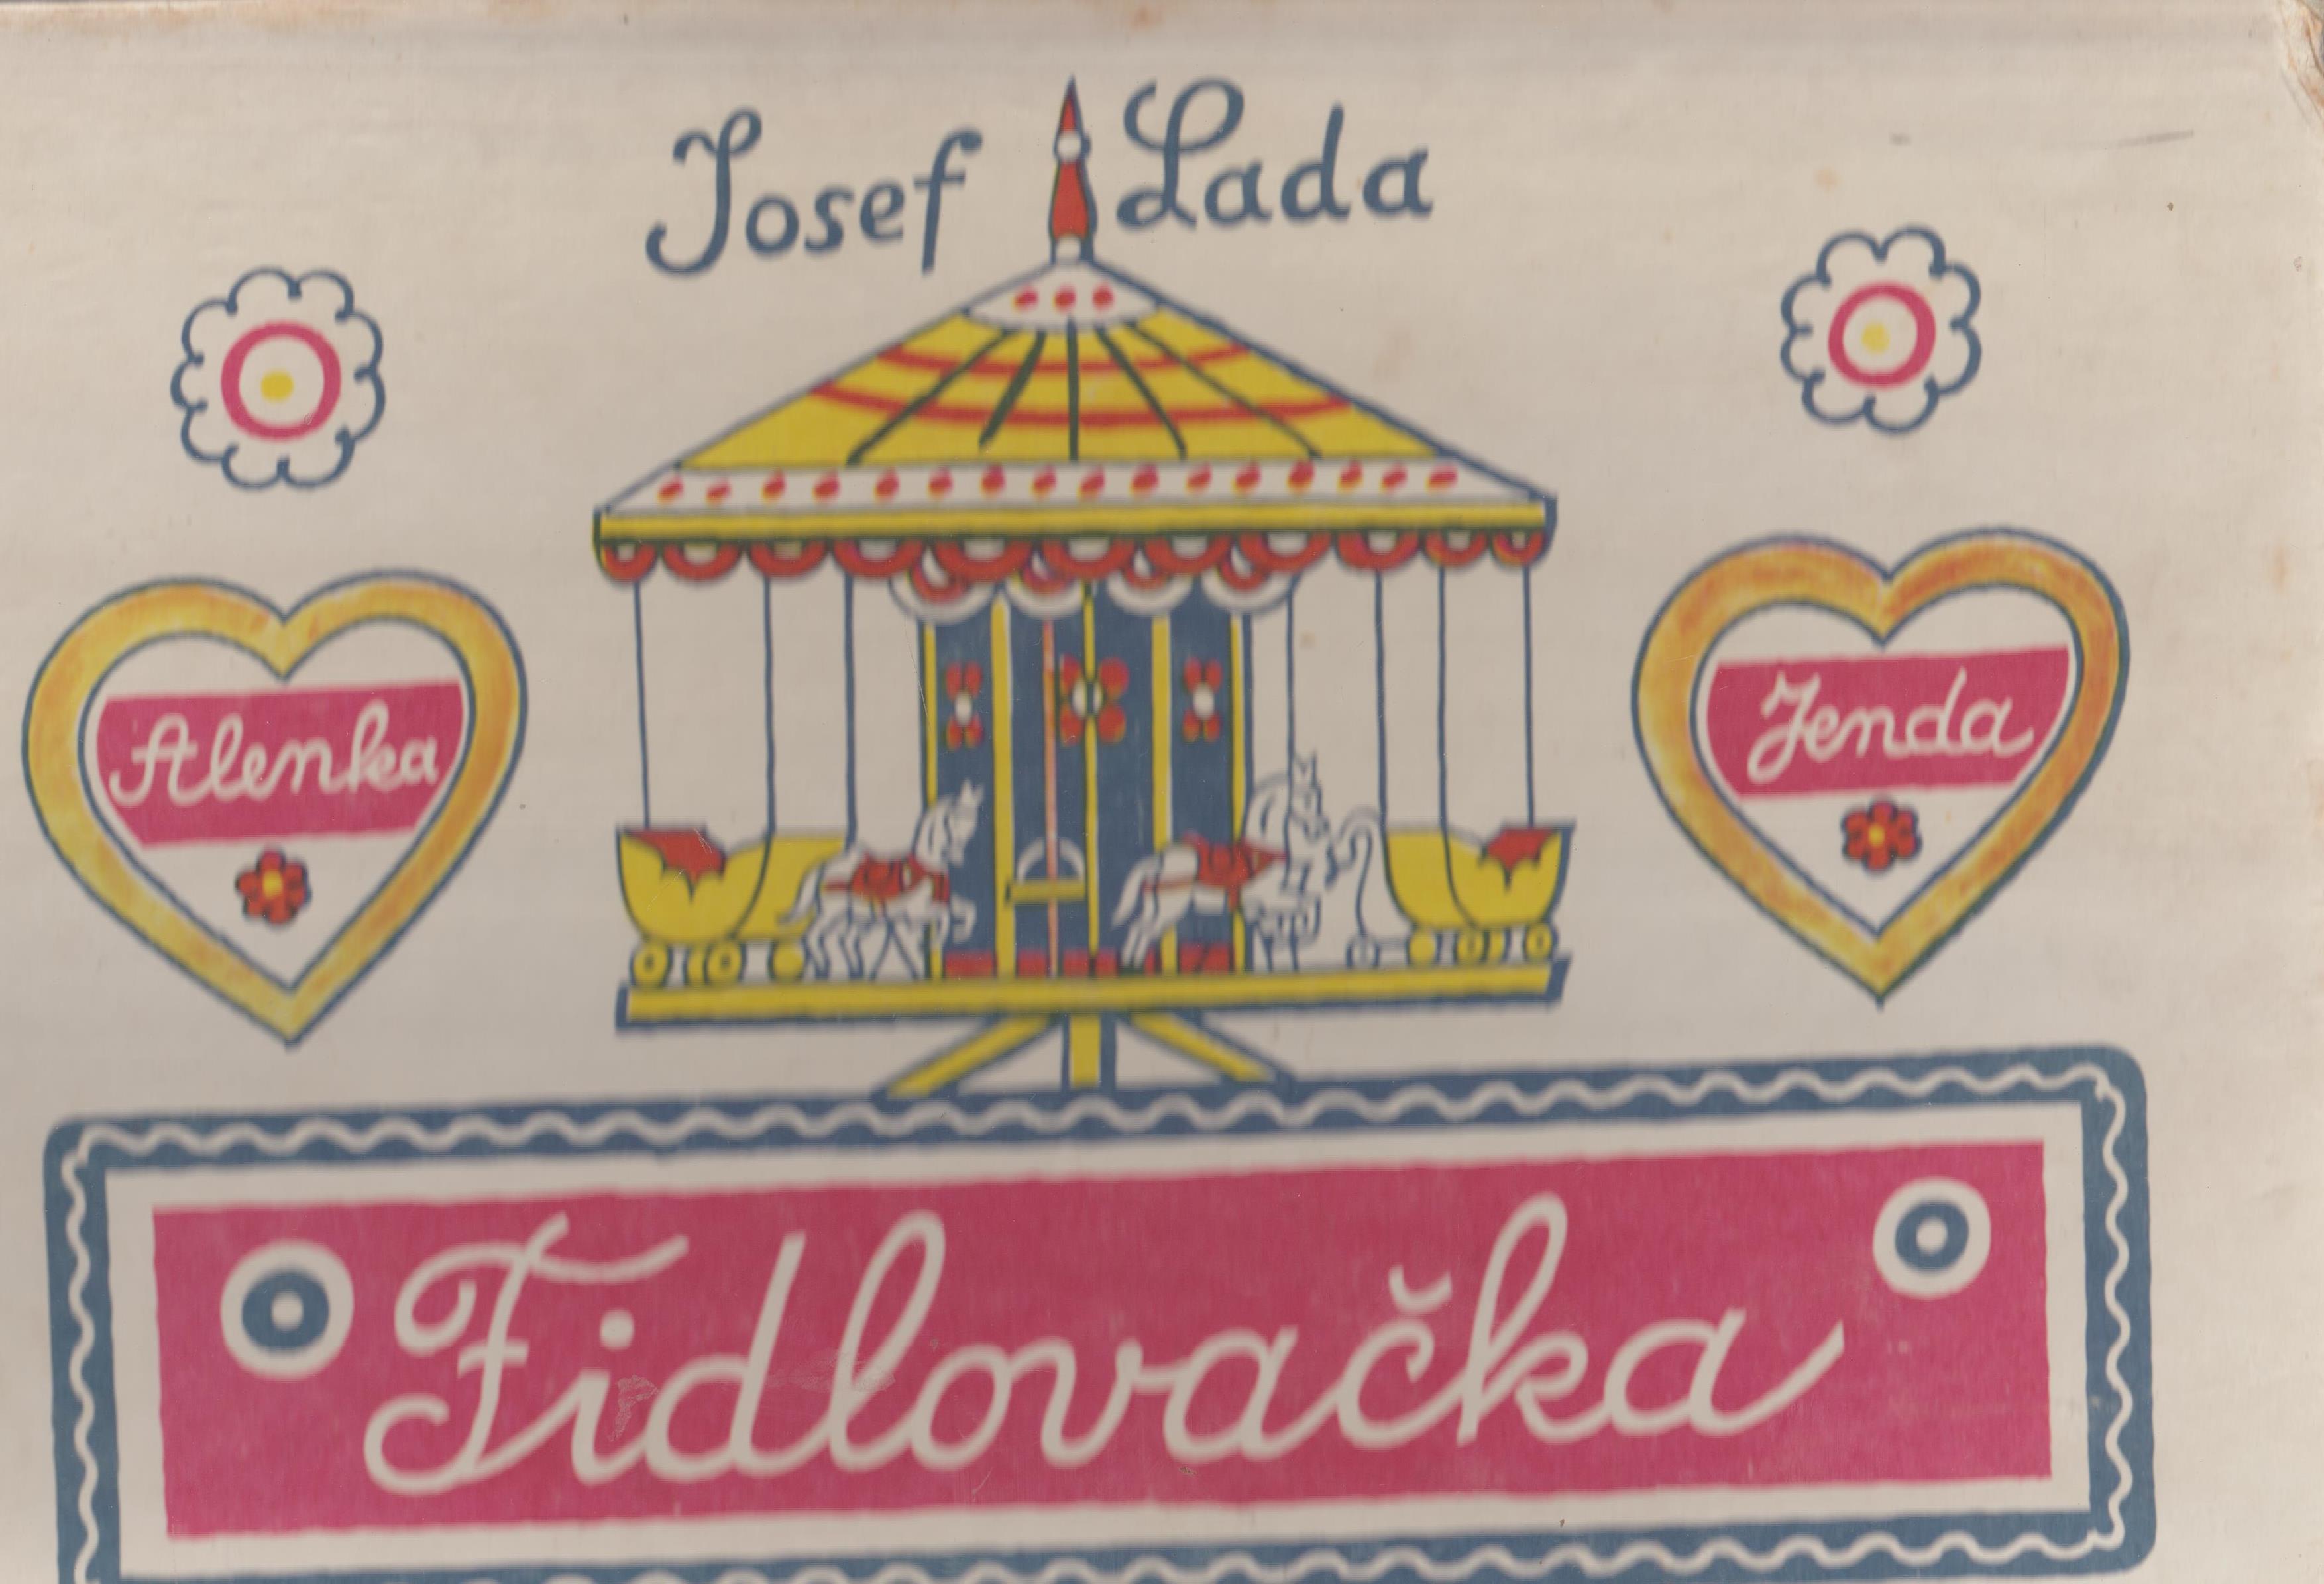 Josef Lada
Alenka
Jenda
Fidlovačka